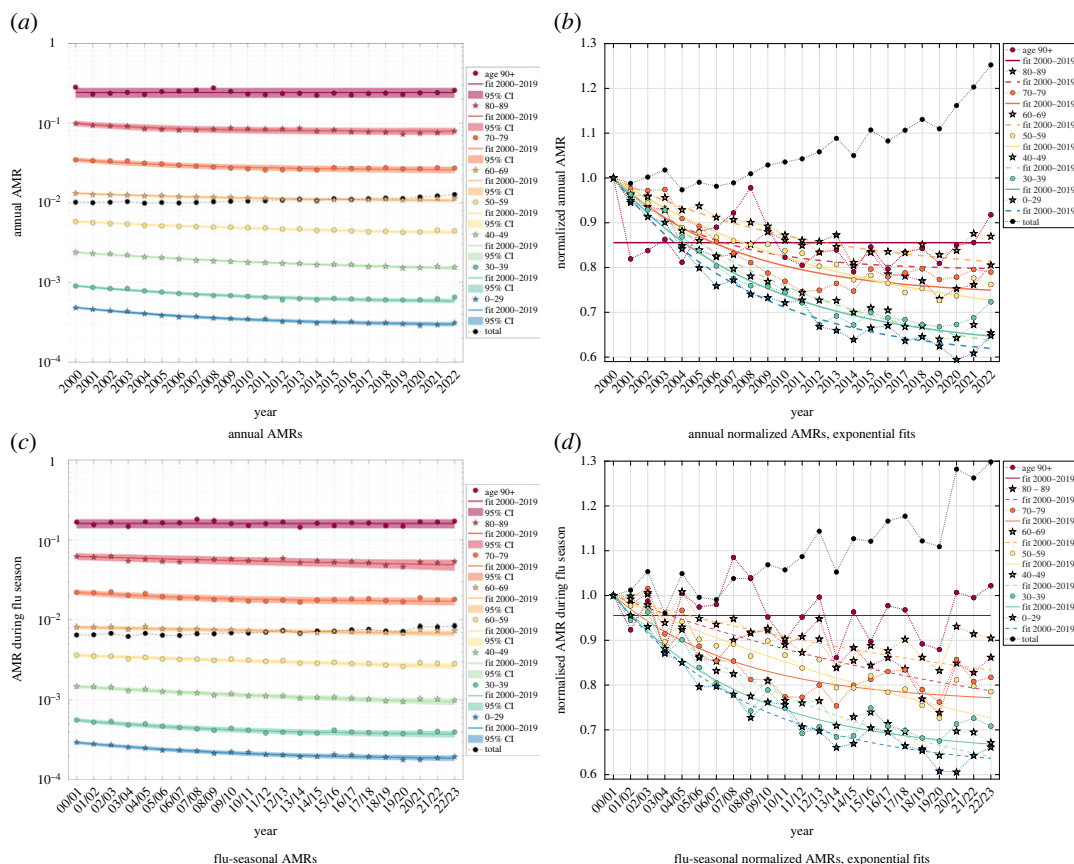 (a)
1
10⁻¹
10⁻²
10⁻³
10⁻⁴
annual AMR
2000 2001 2002 2003 2004 2005 2006 2007 2008 2009 2010 2011 2012 2013 2014 2015 2016 2017 2018 2019 2020 2021 2022
year
annual AMRs
age 90+
fit 2000–2019
95% CI
80–89
fit 2000–2019
95% CI
70–79
fit 2000–2019
95% CI
60–69
fit 2000–2019
95% CI
50–59
fit 2000–2019
95% CI
40–49
fit 2000–2019
95% CI
30–39
fit 2000–2019
95% CI
0–29
fit 2000–2019
95% CI
total
(b)
1.3
1.2
1.1
1.0
0.9
0.8
0.7
0.6
normalized annual AMR
2000 2001 2002 2003 2004 2005 2006 2007 2008 2009 2010 2011 2012 2013 2014 2015 2016 2017 2018 2019 2020 2021 2022
year
annual normalized AMRs, exponential fits
age 90+
fit 2000–2019
80–89
fit 2000–2019
70–79
fit 2000–2019
60–69
fit 2000–2019
50–59
fit 2000–2019
40–49
fit 2000–2019
30–39
fit 2000–2019
0–29
fit 2000–2019
total
(c)
1
10⁻¹
10⁻²
10⁻³
10⁻⁴
AMR during flu season
00/01 01/02 02/03 03/04 04/05 05/06 06/07 07/08 08/09 09/10 10/11 11/12 12/13 13/14 14/15 15/16 16/17 17/18 18/19 19/20 20/21 21/22 22/23
year
flu-seasonal AMRs
age 90+
fit 2000–2019
95% CI
80–89
fit 2000–2019
95% CI
70–79
fit 2000–2019
95% CI
60–69
fit 2000–2019
95% CI
60–59
fit 2000–2019
95% CI
40–49
fit 2000–2019
95% CI
30–39
fit 2000–2019
95% CI
0–29
fit 2000–2019
95% CI
total
(d)
1.3
1.2
1.1
1.0
0.9
0.8
0.7
0.6
normalised AMR during flu season
00/01 01/02 02/03 03/04 04/05 05/06 06/07 07/08 08/09 09/10 10/11 11/12 12/13 13/14 14/15 15/16 16/17 17/18 18/19 19/20 20/21 21/22 22/23
year
flu-seasonal normalized AMRs, exponential fits
age 90+
fit 2000–2019
80 – 89
fit 2000–2019
70–79
fit 2000–2019
60–69
fit 2000–2019
50–59
fit 2000–2019
40–49
fit 2000–2019
30–39
fit 2000–2019
0–29
fit 2000–2019
total